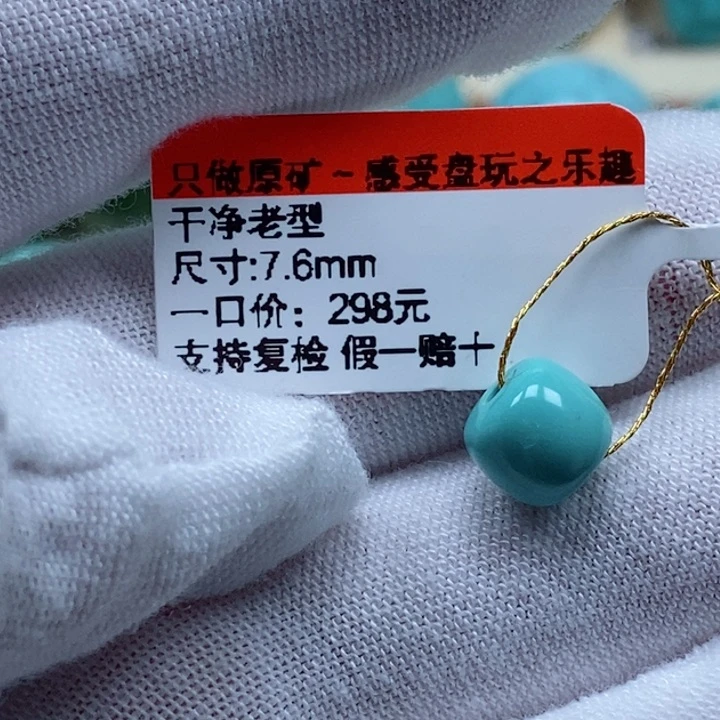 只做原矿~感受盘玩之乐趣
干净老型
尺寸:7.6mm
一口价：298元
支持复检 假一赔十